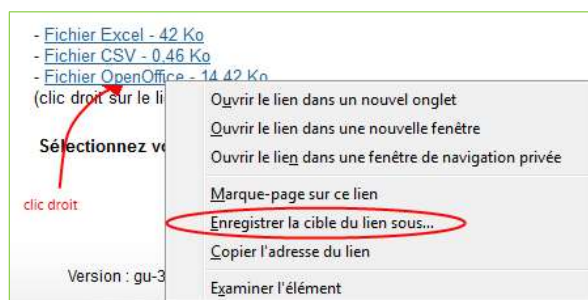 - Fichier Excel - 42 Ko
- Fichier CSV - 0,46 Ko
- Fichier OpenOffice - 14,42 Ko
(clic droit sur le li
Ouvrir le lien dans un nouvel onglet
Ouvrir le lien dans une nouvelle fenêtre
Sélectionnez vo
Ouvrir le lien dans une fenêtre de navigation privée
Marque-page sur ce lien
clic droit
Enregistrer la cible du lien sous...
Copier l'adresse du lien
Version : gu-3
Examiner l'élément